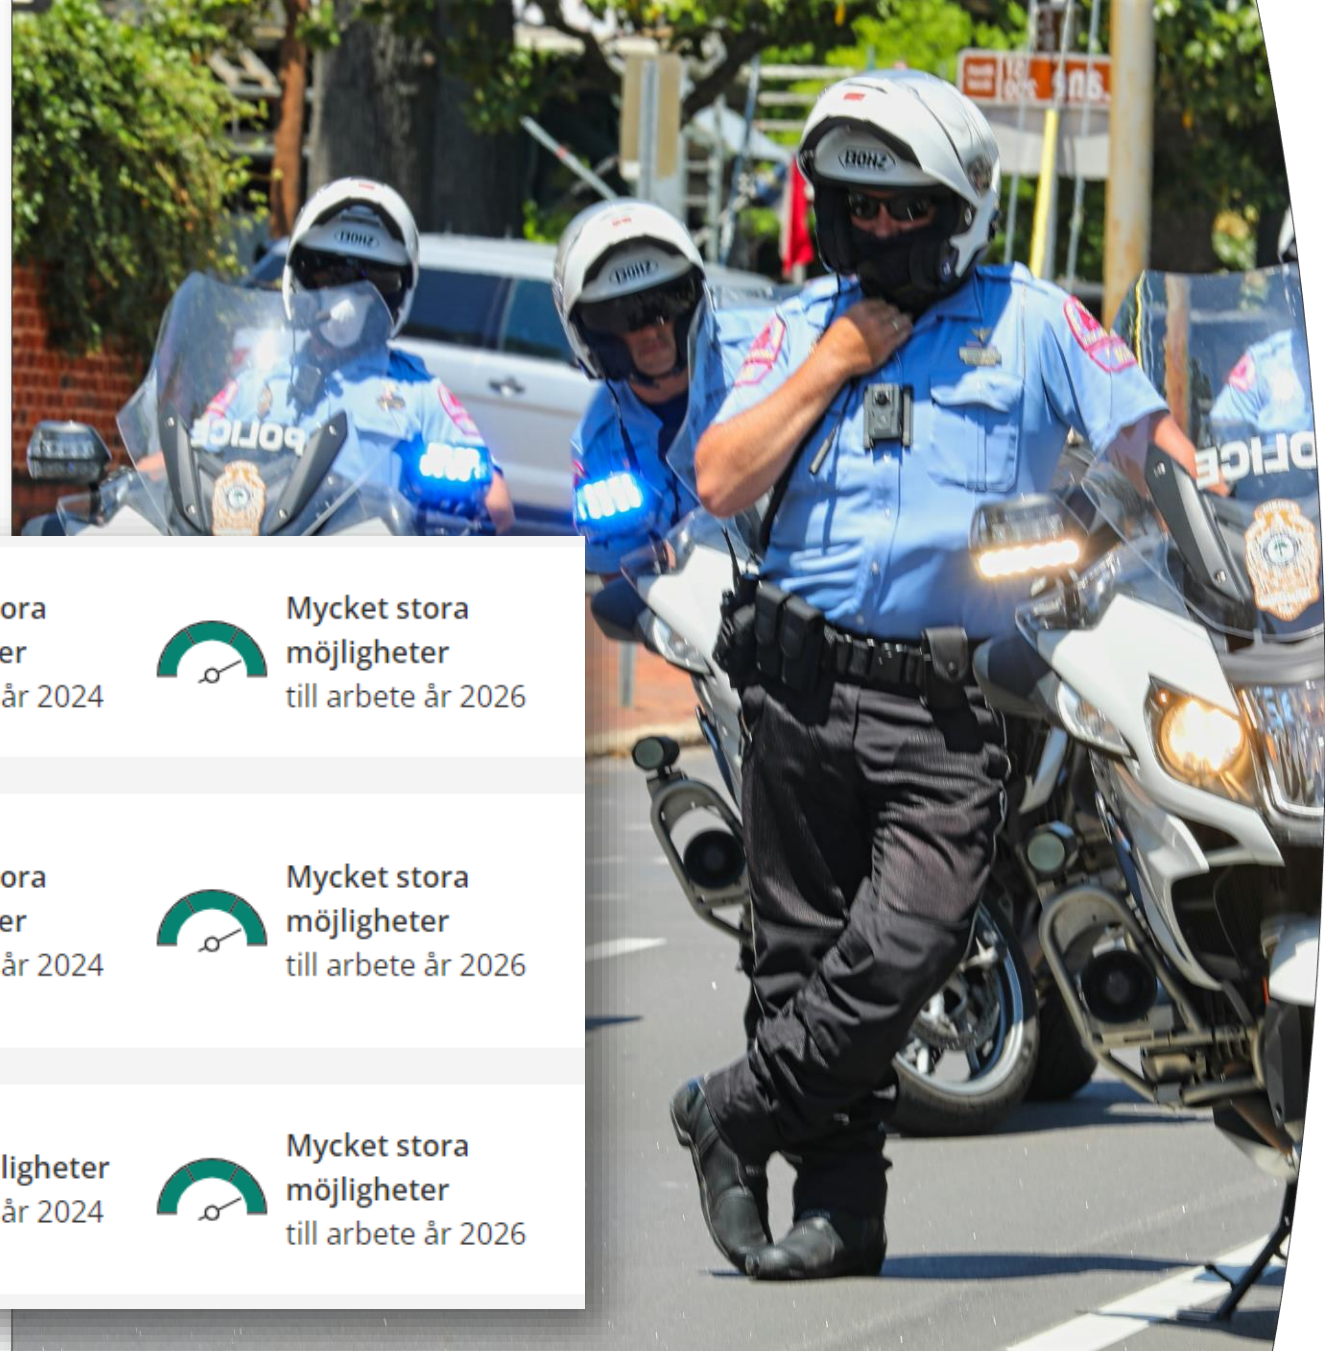 SHOEI
SHOEI
SHOEI
POLICE
POLICE
ora
er
år 2024
Mycket stora
möjligheter
till arbete år 2026
ora
er
år 2024
Mycket stora
möjligheter
till arbete år 2026
ligheter
år 2024
Mycket stora
möjligheter
till arbete år 2026